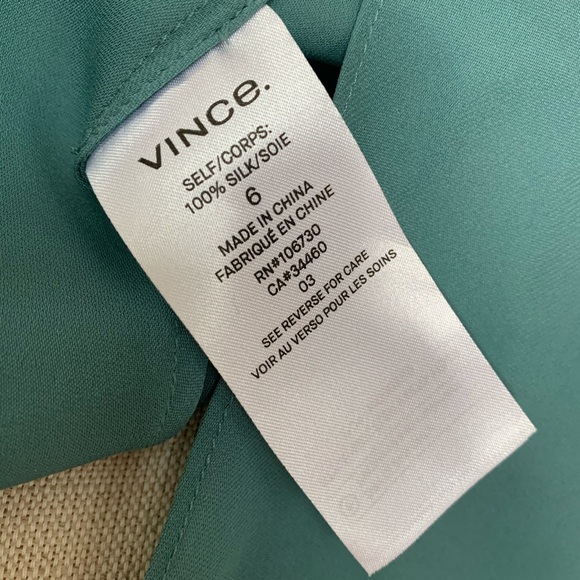 VINCe.
SELF/CORPS:
100% SILK/SOIE
6
MADE IN CHINA
FABRIQUÉ EN CHINE
RN#106730
CA#34460
03
SEE REVERSE FOR CARE
VOIR AU VERSO POUR LES SOINS